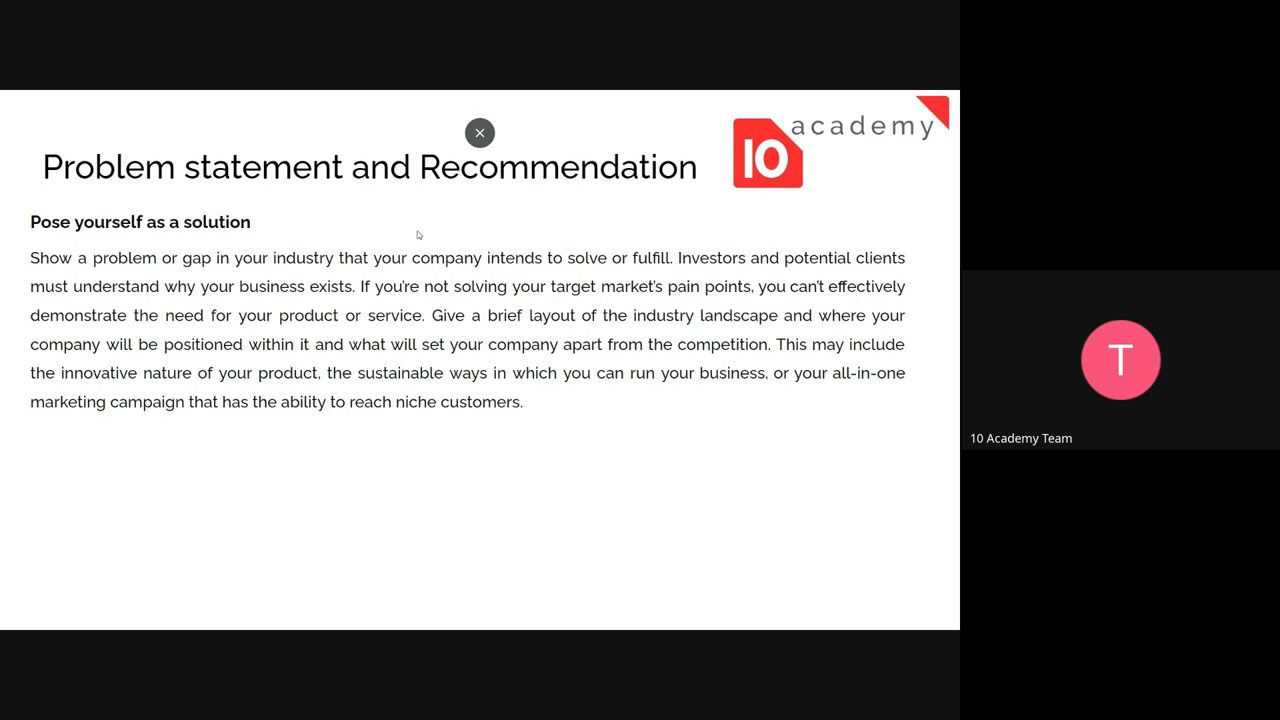 academy
10
Problem statement and Recommendation
Pose yourself as a solution
Show a problem or gap in your industry that your company intends to solve or fulfill. Investors and potential clients
must understand why your business exists. If you're not solving your target market's pain points, you can't effectively
demonstrate the need for your product or service. Give a brief layout of the industry landscape and where your
company will be positioned within it and what will set your company apart from the competition. This may include
the innovative nature of your product, the sustainable ways in which you can run your business, or your all-in-one
marketing campaign that has the ability to reach niche customers.
T
10 Academy Team